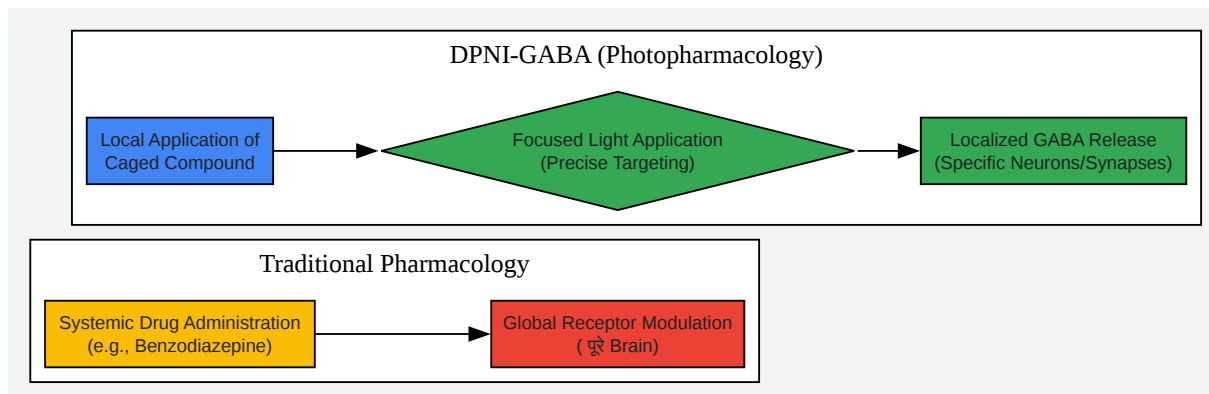 DPNI-GABA (Photopharmacology)
Local Application of
Caged Compound
Focused Light Application
(Precise Targeting)
Localized GABA Release
(Specific Neurons/Synapses)
Traditional Pharmacology
Systemic Drug Administration
(e.g., Benzodiazepine)
Global Receptor Modulation
( पूरे Brain)